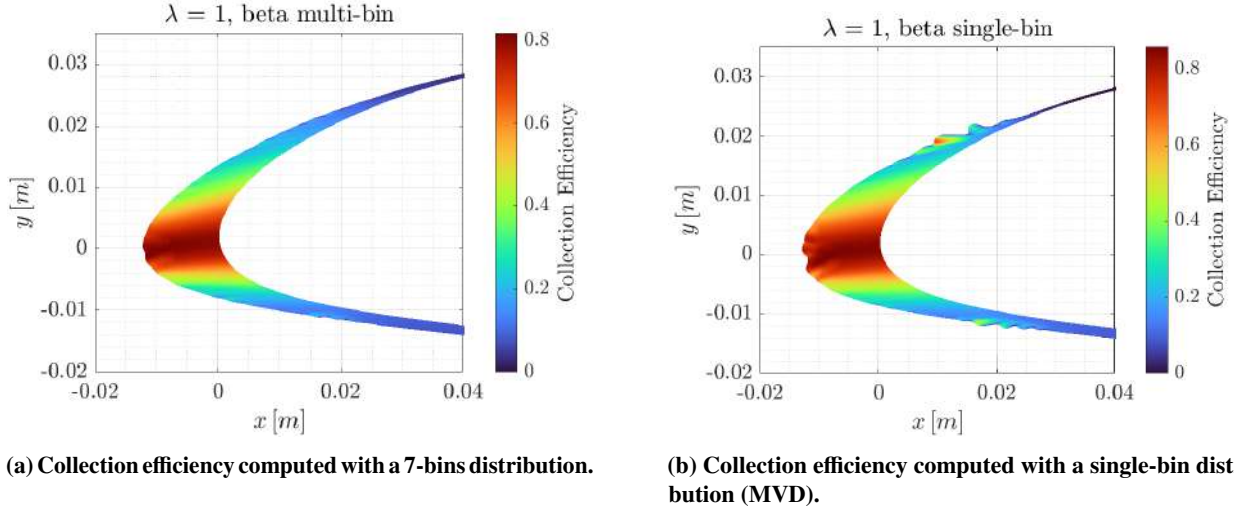 λ = 1, beta multi-bin
0.03
0.02
0.01
0
-0.01
-0.02
y [m]
-0.02
0
0.02
0.04
x [m]
0.8
0.6
0.4
0.2
0
Collection Efficiency
(a) Collection efficiency computed with a 7-bins distribution.
λ = 1, beta single-bin
0.03
0.02
0.01
0
-0.01
-0.02
y [m]
-0.02
0
0.02
0.04
x [m]
0.8
0.6
0.4
0.2
0
Collection Efficiency
(b) Collection efficiency computed with a single-bin dist
bution (MVD).